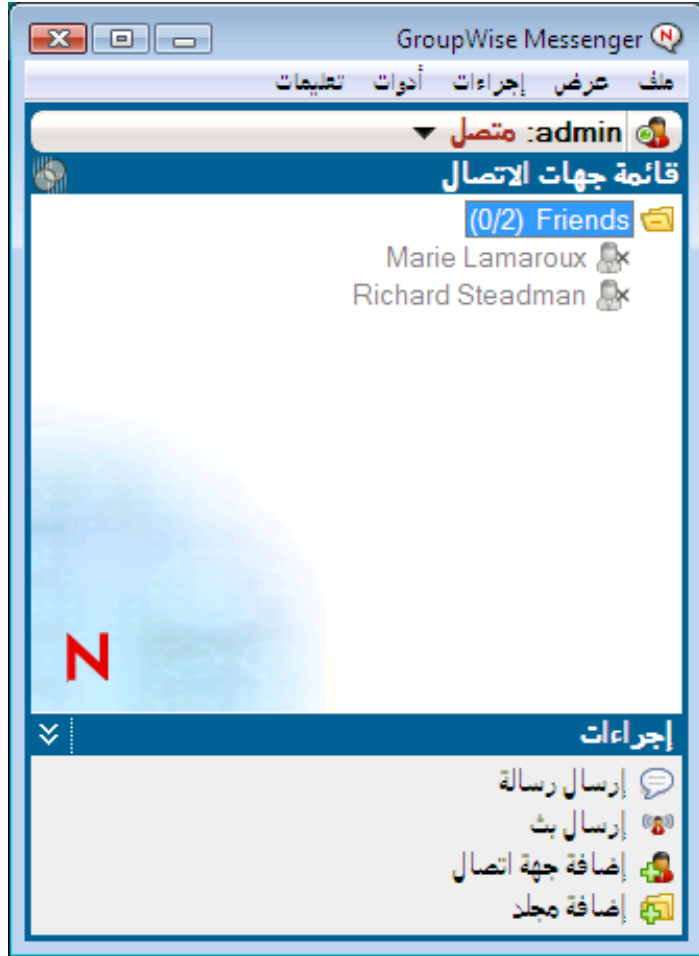 GroupWise Messenger
ملف عرض إجراءات أدوات تعليمات
admin: متصل
قائمة جهات الاتصال
Friends (0/2)
Marie Lamaroux
Richard Steadman
N
إجراءات
إرسال رسالة
إرسال بث
إضافة جهة اتصال
إضافة مجلد